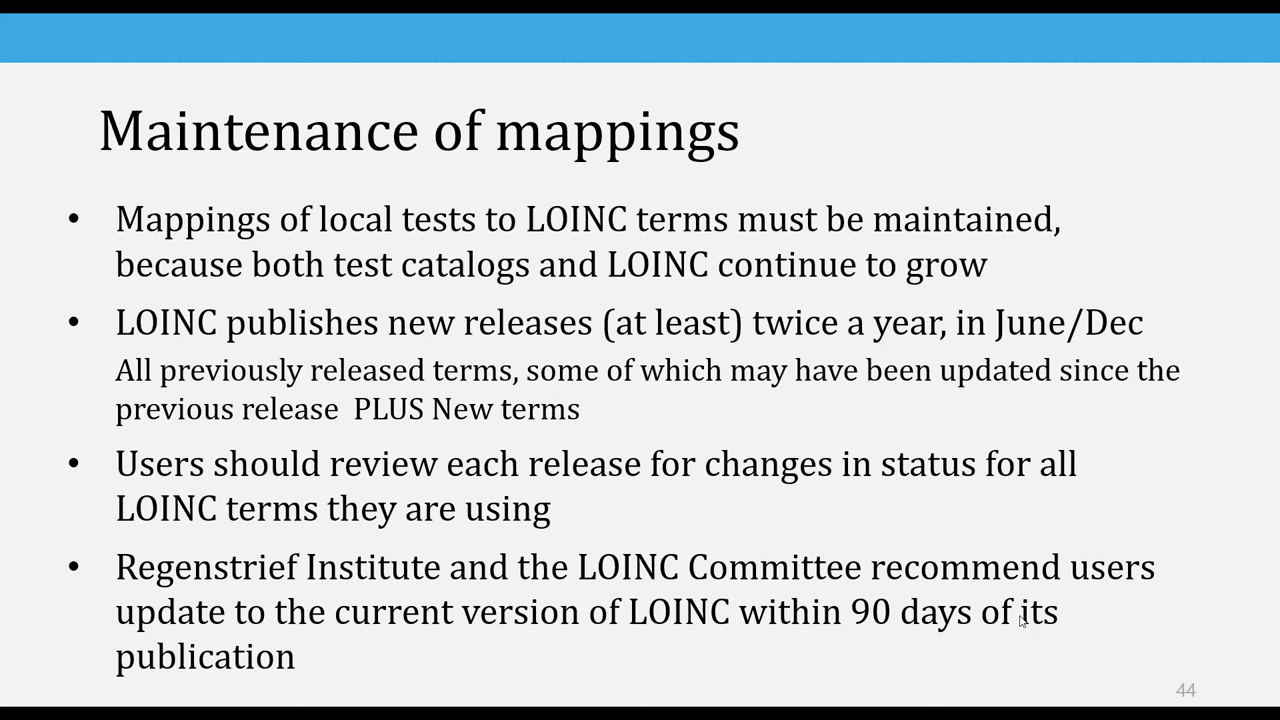 Maintenance of mappings
• Mappings of local tests to LOINC terms must be maintained,
because both test catalogs and LOINC continue to grow
• LOINC publishes new releases (at least) twice a year, in June/Dec
All previously released terms, some of which may have been updated since the
previous release  PLUS New terms
• Users should review each release for changes in status for all
LOINC terms they are using
• Regenstrief Institute and the LOINC Committee recommend users
update to the current version of LOINC within 90 days of its
publication
44